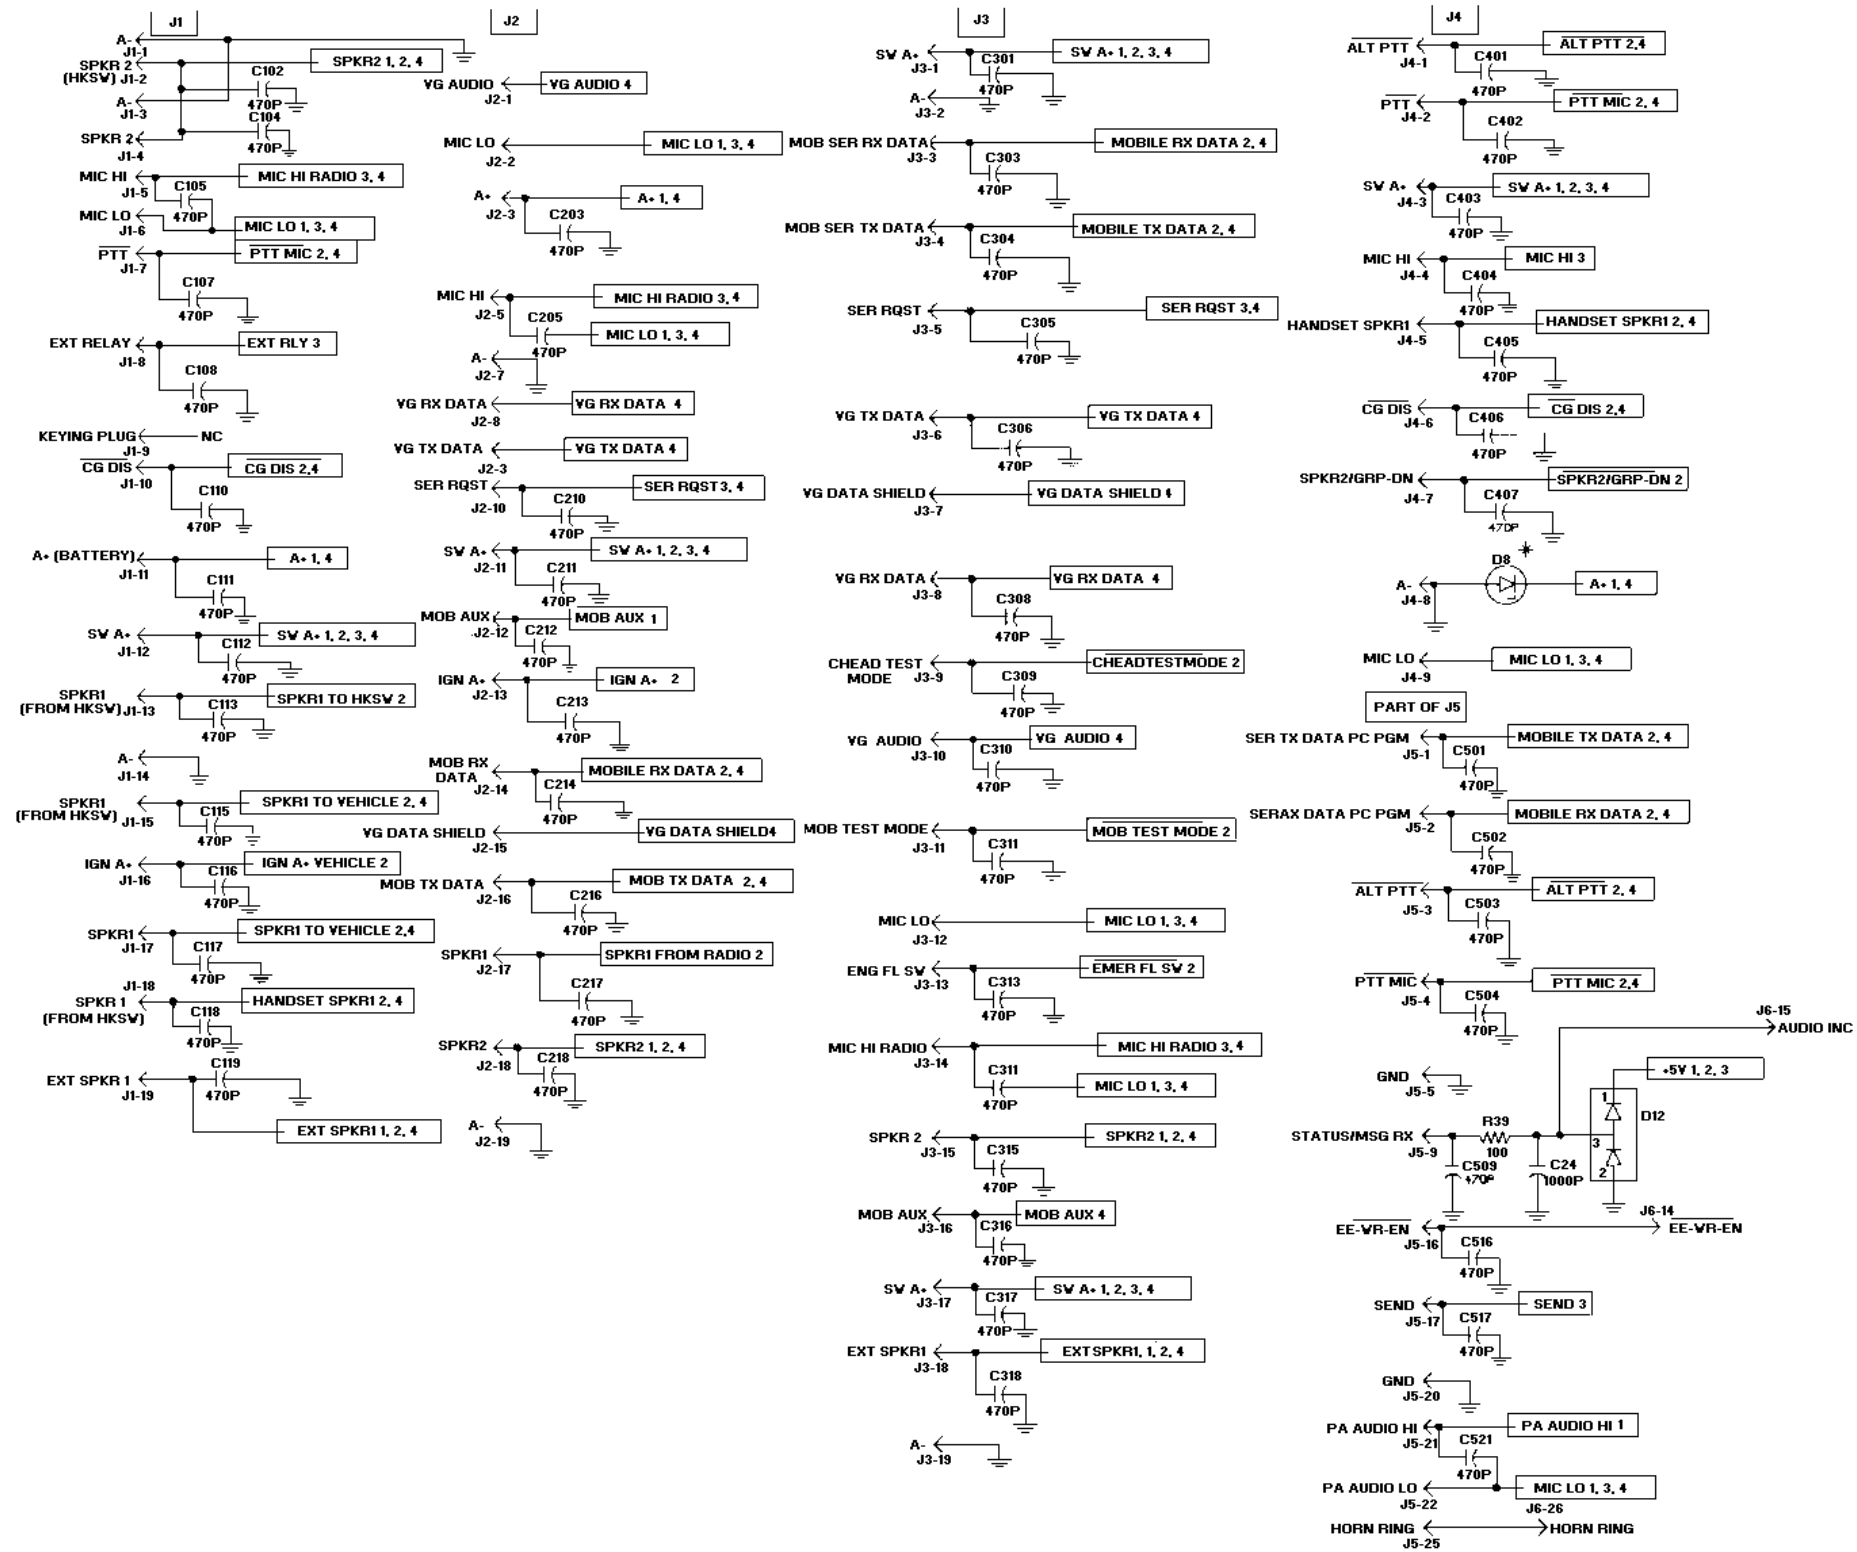 J1
A-
J1-1
SPKR 2
(HKSW) J1-2
SPKR2 1, 2, 4
C102
470P
A-
J1-3
C104
470P
SPKR 2
J1-4
MIC HI
J1-5
MIC HI RADIO 3, 4
C105
470P
MIC LO
J1-6
MIC LO 1, 3, 4
PTT
J1-7
PTT MIC 2, 4
C107
470P
EXT RELAY
J1-8
EXT RLY 3
C108
470P
KEYING PLUG
J1-9
NC
CG DIS
J1-10
CG DIS 2,4
C110
470P
A+ (BATTERY)
J1-11
A+ 1, 4
C111
470P
SW A+
J1-12
SW A+ 1, 2, 3, 4
C112
470P
SPKR1
(FROM HKSW) J1-13
SPKR1 TO HKSW 2
C113
470P
A-
J1-14
SPKR1
(FROM HKSW) J1-15
SPKR1 TO VEHICLE 2, 4
C115
470P
IGN A+
J1-16
IGN A+ VEHICLE 2
C116
470P
SPKR1
J1-17
SPKR1 TO VEHICLE 2,4
C117
470P
J1-18
SPKR 1
(FROM HKSW)
HANDSET SPKR1 2, 4
C118
470P
EXT SPKR 1
J1-19
C119
470P
EXT SPKR1 1, 2, 4
J2
VG AUDIO
J2-1
VG AUDIO 4
MIC LO
J2-2
MIC LO 1, 3, 4
A+
J2-3
A+ 1, 4
C203
470P
MIC HI
J2-5
MIC HI RADIO 3, 4
C205
470P
MIC LO 1, 3, 4
A-
J2-7
VG RX DATA
J2-8
VG RX DATA 4
VG TX DATA
J2-3
VG TX DATA 4
SER RQST
J2-10
SER RQST 3, 4
C210
470P
SW A+
J2-11
SW A+ 1, 2, 3, 4
C211
470P
MOB AUX
J2-12
MOB AUX 1
C212
470P
IGN A+
J2-13
IGN A+ 2
C213
470P
MOB RX
DATA
J2-14
MOBILE RX DATA 2, 4
C214
470P
VG DATA SHIELD
J2-15
VG DATA SHIELD4
MOB TX DATA
J2-16
MOB TX DATA 2, 4
C216
470P
SPKR1
J2-17
SPKR1 FROM RADIO 2
C217
470P
SPKR2
J2-18
SPKR2 1, 2, 4
C218
470P
A-
J2-19
J3
SW A+
J3-1
SW A+ 1, 2, 3, 4
C301
470P
A-
J3-2
MOB SER RX DATA
J3-3
MOBILE RX DATA 2, 4
C303
470P
MOB SER TX DATA
J3-4
MOBILE TX DATA 2, 4
C304
470P
SER RQST
J3-5
SER RQST 3,4
C305
470P
VG TX DATA
J3-6
VG TX DATA 4
C306
470P
VG DATA SHIELD
J3-7
VG DATA SHIELD 4
VG RX DATA
J3-8
VG RX DATA 4
C308
470P
CHEAD TEST
MODE
J3-9
CHEADTESTMODE 2
C309
470P
VG AUDIO
J3-10
VG AUDIO 4
C310
470P
MOB TEST MODE
J3-11
MOB TEST MODE 2
C311
470P
MIC LO
J3-12
MIC LO 1, 3, 4
ENG FL SW
J3-13
EMER FL SW 2
C313
470P
MIC HI RADIO
J3-14
MIC HI RADIO 3, 4
C311
470P
MIC LO 1, 3, 4
SPKR 2
J3-15
SPKR2 1, 2, 4
C315
470P
MOB AUX
J3-16
MOB AUX 4
C316
470P
SW A+
J3-17
SW A+ 1, 2, 3, 4
C317
470P
EXT SPKR1
J3-18
EXTSPKR1, 1, 2, 4
C318
470P
A-
J3-19
J4
ALT PTT
J4-1
ALT PTT 2,4
C401
470P
PTT
J4-2
PTT MIC 2, 4
C402
470P
SW A+
J4-3
SW A+ 1, 2, 3, 4
C403
470P
MIC HI
J4-4
MIC HI 3
C404
470P
HANDSET SPKR1
J4-5
HANDSET SPKR1 2, 4
C405
470P
CG DIS
J4-6
CG DIS 2,4
C406
470P
SPKR2/GRP-DN
J4-7
SPKR2/GRP-DN 2
C407
470P
*
D8
A-
J4-8
A+ 1, 4
MIC LO
J4-9
MIC LO 1, 3, 4
PART OF J5
SER TX DATA PC PGM
J5-1
MOBILE TX DATA 2, 4
C501
470P
SERAX DATA PC PGM
J5-2
MOBILE RX DATA 2, 4
C502
470P
ALT PTT
J5-3
ALT PTT 2, 4
C503
470P
PTT MIC
J5-4
PTT MIC 2,4
C504
470P
J6-15
AUDIO INC
GND
J5-5
+5V 1, 2, 3
1
D12
3
2
STATUS/MSG RX
J5-9
R39
100
C509
470P
C24
1000P
EE-WR-EN
J5-16
J6-14
EE-WR-EN
C516
470P
SEND
J5-17
SEND 3
C517
470P
GND
J5-20
PA AUDIO HI
J5-21
PA AUDIO HI 1
C521
470P
PA AUDIO LO
J5-22
MIC LO 1, 3, 4
HORN RING
J5-25
J6-26
HORN RING